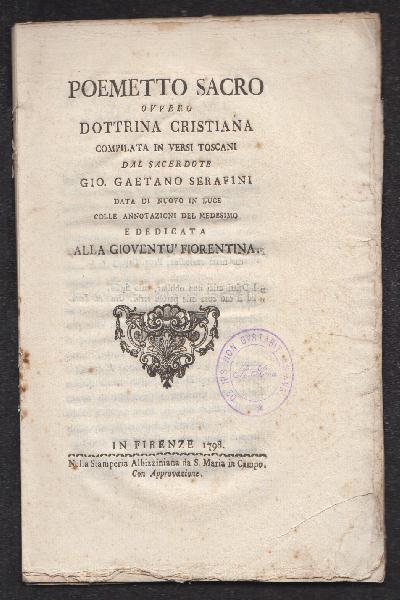 POEMETTO SACRO
OVVERO
DOTTRINA CRISTIANA
COMPILATA IN VERSI TOSCANI
DAL SACERDOTE
GIO. GAETANO SERAFINI
DATA DI NUOVO IN LUCE
COLLE ANNOTAZIONI DEL MEDESIMO
E DEDICATA
ALLA GIOVENTU' FIORENTINA.
IN FIRENZE 1798.
Nella Stamperia Albizziniana da S. Maria in Campo.
Con Approvazione.